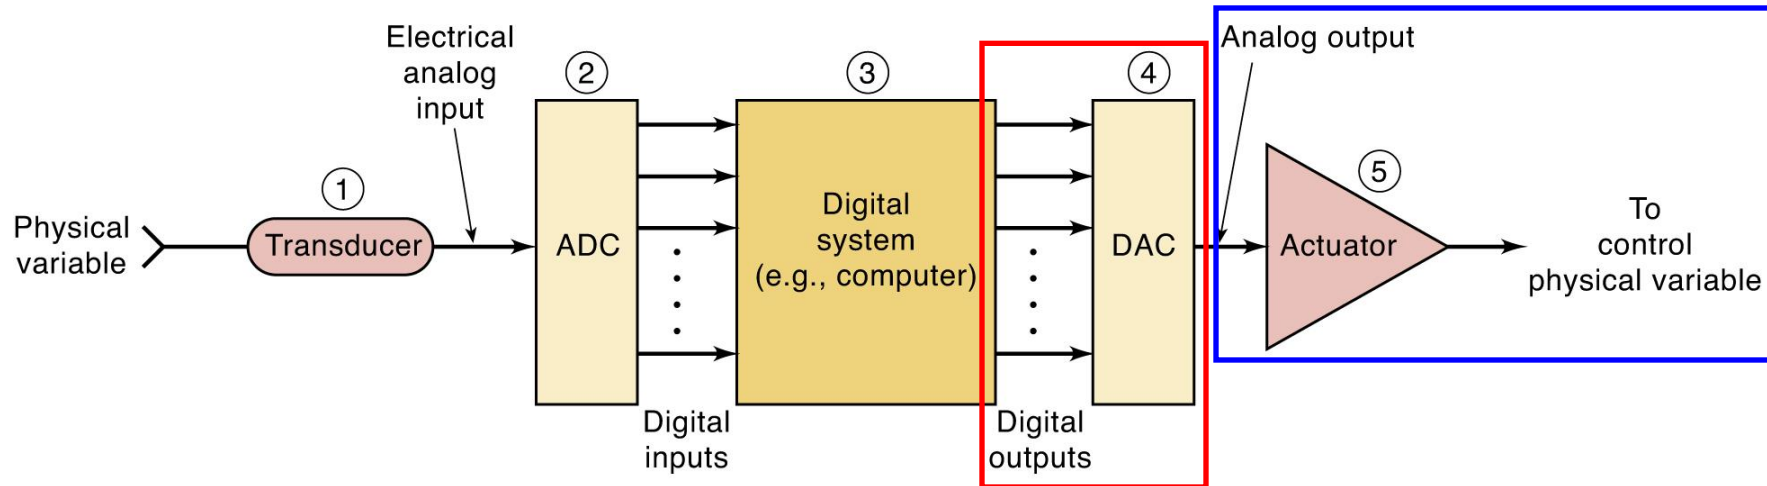 Physical
variable
1
Transducer
Electrical
analog
input
2
ADC
Digital
inputs
3
Digital
system
(e.g., computer)
Digital
outputs
4
DAC
Analog output
5
Actuator
To
control
physical variable